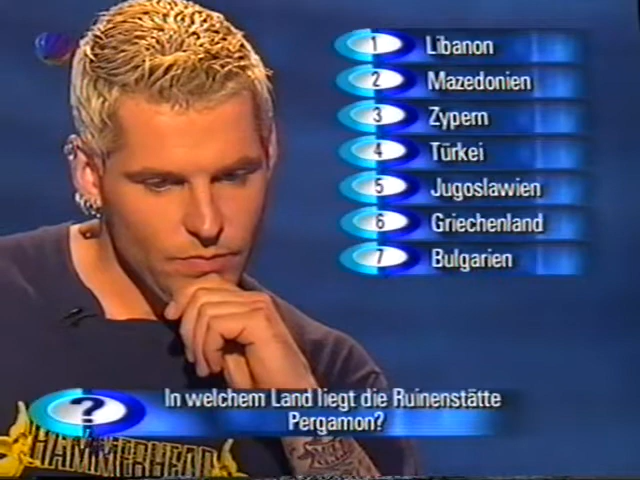 1 Libanon
2 Mazedonien
3 Zypern
4 Türkei
5 Jugoslawien
6 Griechenland
7 Bulgarien
? In welchem Land liegt die Ruinenstätte
Pergamon?
HAMMERHEAD